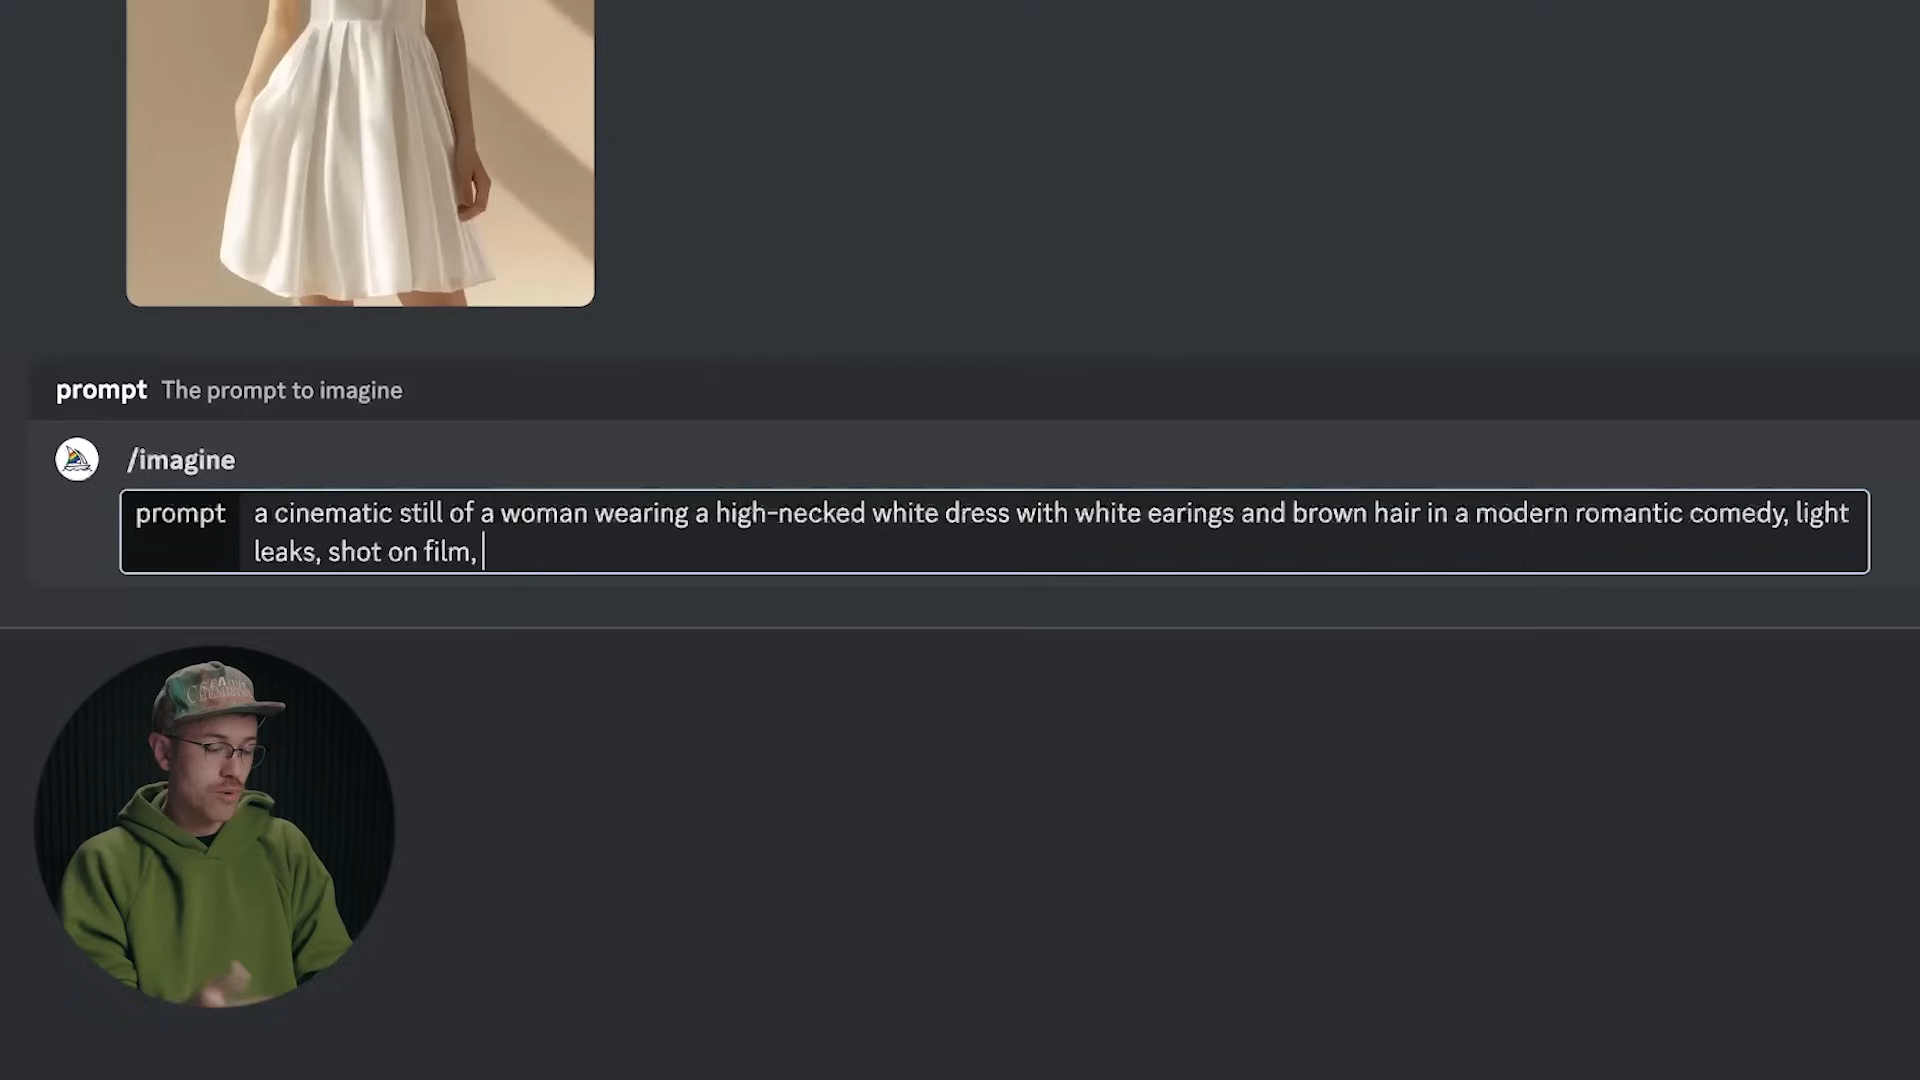 prompt The prompt to imagine
/imagine
prompt a cinematic still of a woman wearing a high-necked white dress with white earings and brown hair in a modern romantic comedy, light
leaks, shot on film,
CHEMISTRY